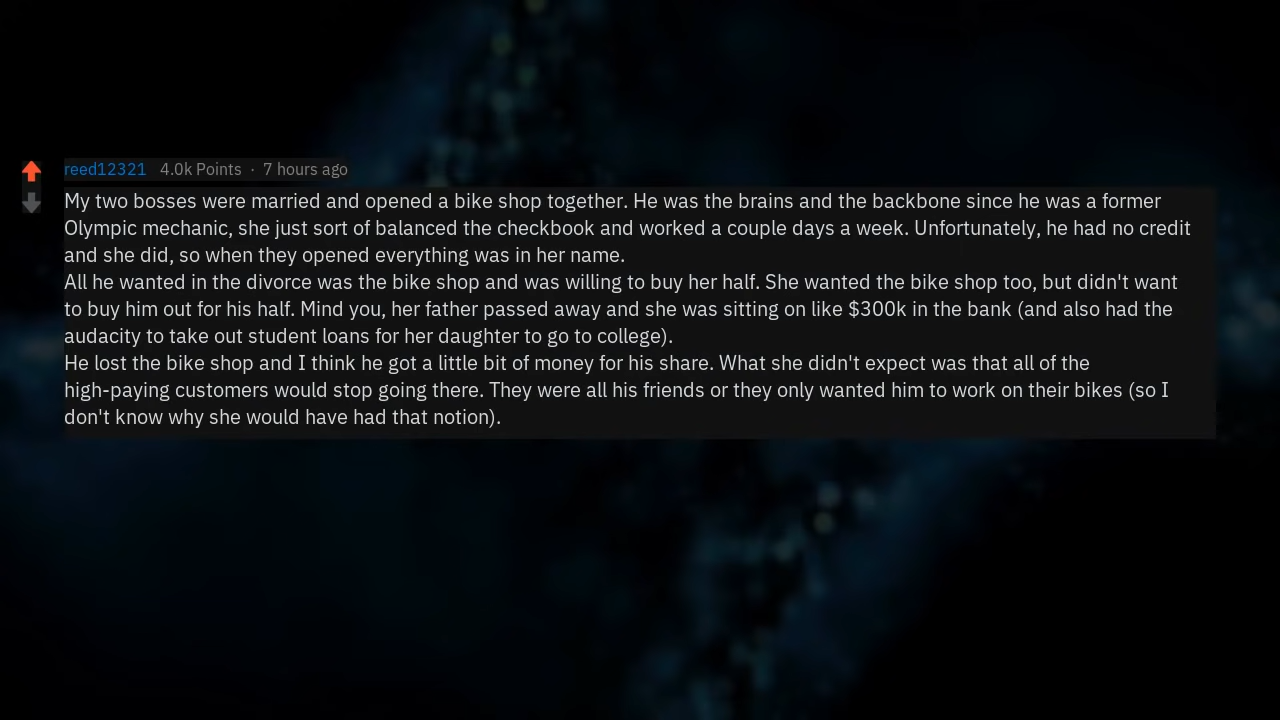 reed12321 4.0k Points · 7 hours ago
My two bosses were married and opened a bike shop together. He was the brains and the backbone since he was a former
Olympic mechanic, she just sort of balanced the checkbook and worked a couple days a week. Unfortunately, he had no credit
and she did, so when they opened everything was in her name.
All he wanted in the divorce was the bike shop and was willing to buy her half. She wanted the bike shop too, but didn't want
to buy him out for his half. Mind you, her father passed away and she was sitting on like $300k in the bank (and also had the
audacity to take out student loans for her daughter to go to college).
He lost the bike shop and I think he got a little bit of money for his share. What she didn't expect was that all of the
high-paying customers would stop going there. They were all his friends or they only wanted him to work on their bikes (so I
don't know why she would have had that notion).